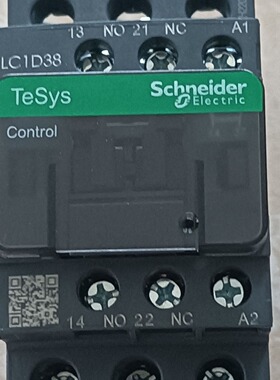 13 NO 21 NC A1
LC1D38
TeSys Schneider Electric
Control
14 NO 22 NC A2